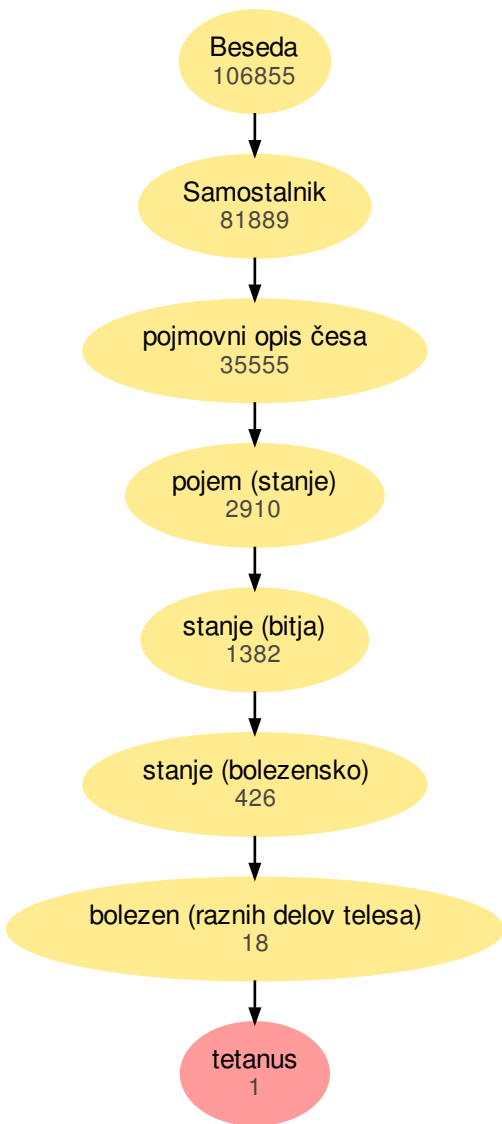 Beseda
106855
Samostalnik
81889
pojmovni opis česa
35555
pojem (stanje)
2910
stanje (bitja)
1382
stanje (bolezensko)
426
bolezen (raznih delov telesa)
18
tetanus
1